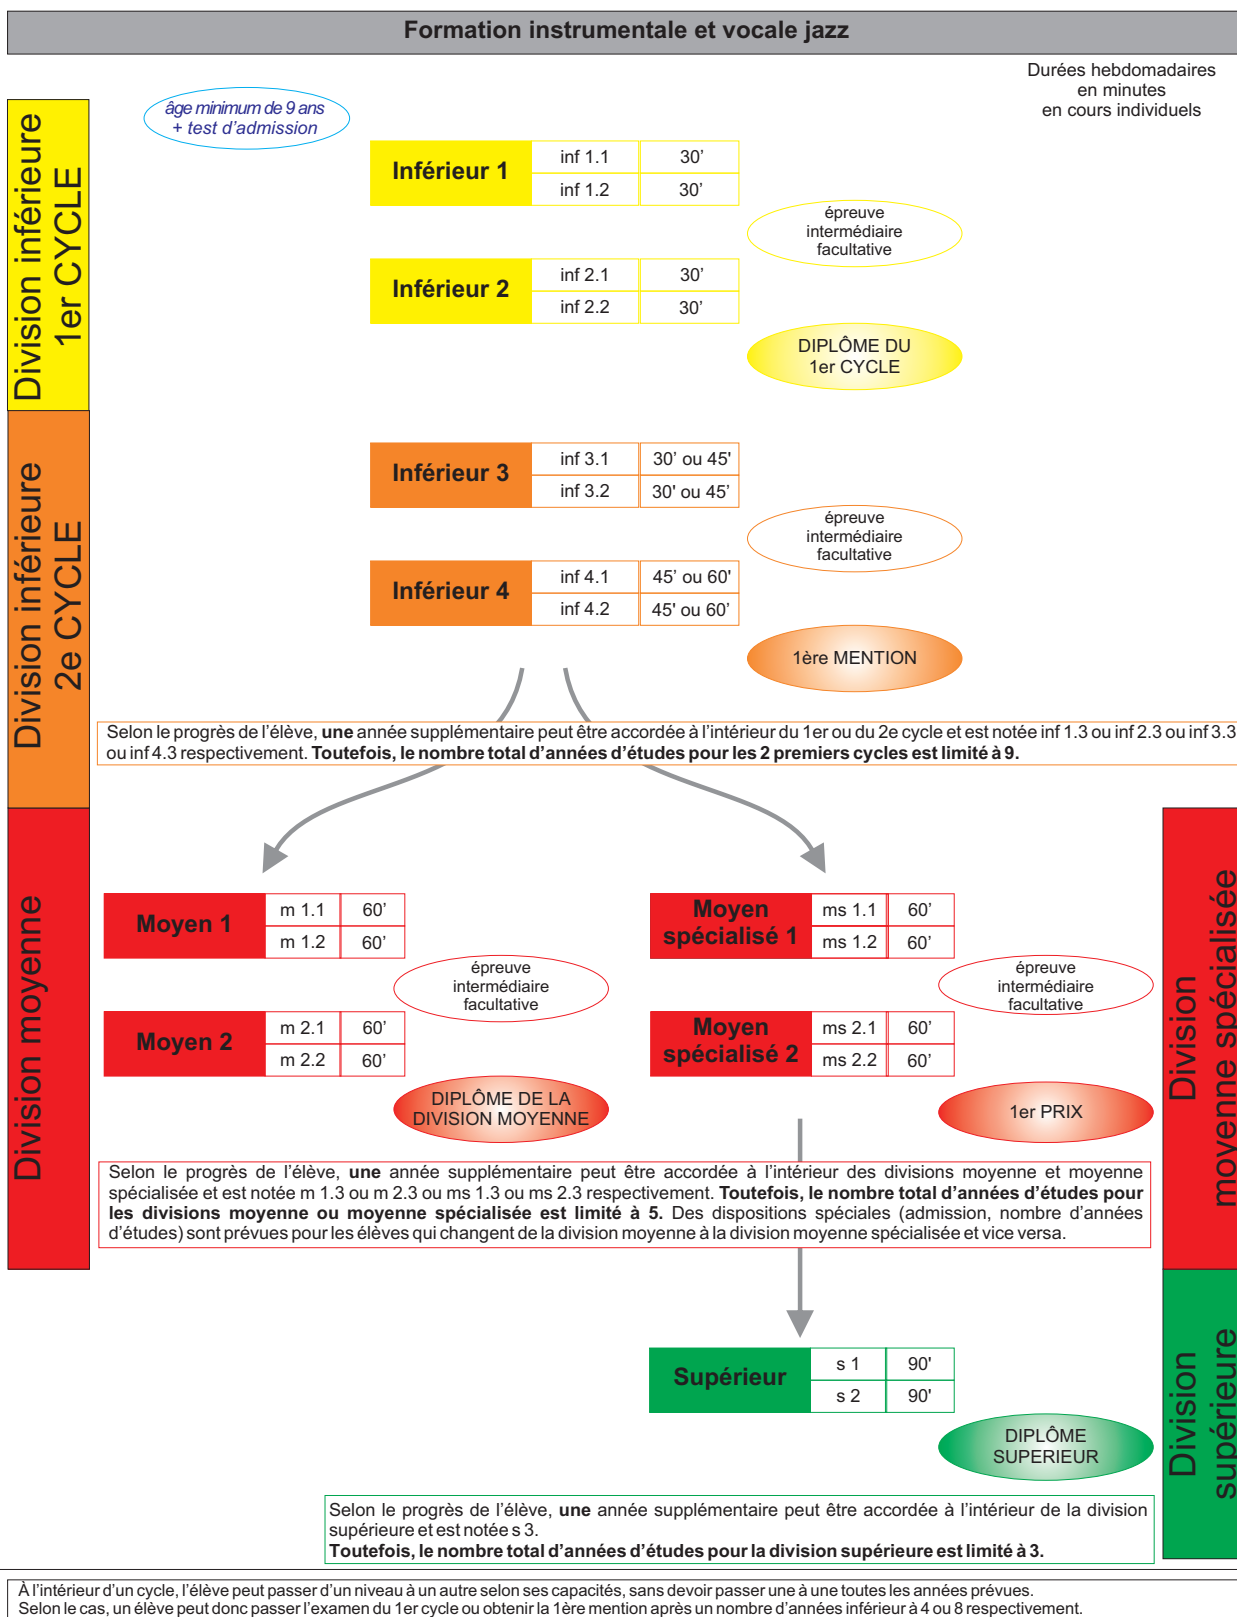 Formation instrumentale et vocale jazz
Durées hebdomadaires
en minutes
en cours individuels
âge minimum de 9 ans
+ test d’admission
Division inférieure
1er CYCLE
Inférieur 1
inf 1.1 30’
inf 1.2 30’
épreuve
intermédiaire
facultative
Inférieur 2
inf 2.1 30’
inf 2.2 30’
DIPLÔME DU
1er CYCLE
Division inférieure
2e CYCLE
Inférieur 3
inf 3.1 30’ ou 45'
inf 3.2 30' ou 45’
épreuve
intermédiaire
facultative
Inférieur 4
inf 4.1 45’ ou 60'
inf 4.2 45' ou 60’
1ère MENTION
Selon le progrès de l’élève, une année supplémentaire peut être accordée à l’intérieur du 1er ou du 2e cycle et est notée inf 1.3 ou inf 2.3 ou inf 3.3
ou inf 4.3 respectivement. Toutefois, le nombre total d’années d’études pour les 2 premiers cycles est limité à 9.
Division moyenne
Moyen 1
m 1.1 60’
m 1.2 60’
épreuve
intermédiaire
facultative
Moyen 2
m 2.1 60’
m 2.2 60’
DIPLÔME DE LA
DIVISION MOYENNE
Division
moyenne spécialisée
Moyen
spécialisé 1
ms 1.1 60’
ms 1.2 60’
épreuve
intermédiaire
facultative
Moyen
spécialisé 2
ms 2.1 60’
ms 2.2 60’
1er PRIX
Selon le progrès de l’élève, une année supplémentaire peut être accordée à l’intérieur des divisions moyenne et moyenne
spécialisée et est notée m 1.3 ou m 2.3 ou ms 1.3 ou ms 2.3 respectivement. Toutefois, le nombre total d’années d’études pour
les divisions moyenne ou moyenne spécialisée est limité à 5. Des dispositions spéciales (admission, nombre d’années
d’études) sont prévues pour les élèves qui changent de la division moyenne à la division moyenne spécialisée et vice versa.
Division
supérieure
Supérieur
s 1 90'
s 2 90'
DIPLÔME
SUPERIEUR
Selon le progrès de l’élève, une année supplémentaire peut être accordée à l’intérieur de la division
supérieure et est notée s 3.
Toutefois, le nombre total d’années d’études pour la division supérieure est limité à 3.
À l’intérieur d’un cycle, l’élève peut passer d’un niveau à un autre selon ses capacités, sans devoir passer une à une toutes les années prévues.
Selon le cas, un élève peut donc passer l’examen du 1er cycle ou obtenir la 1ère mention après un nombre d’années inférieur à 4 ou 8 respectivement.